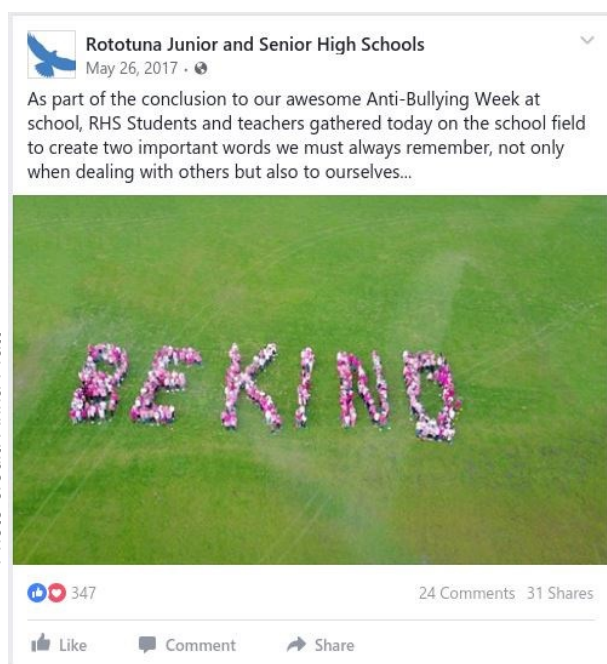 Rototuna Junior and Senior High Schools
May 26, 2017 ·
As part of the conclusion to our awesome Anti-Bullying Week at
school, RHS Students and teachers gathered today on the school field
to create two important words we must always remember, not only
when dealing with others but also to ourselves...
BE KIND
347 24 Comments 31 Shares
Like Comment Share